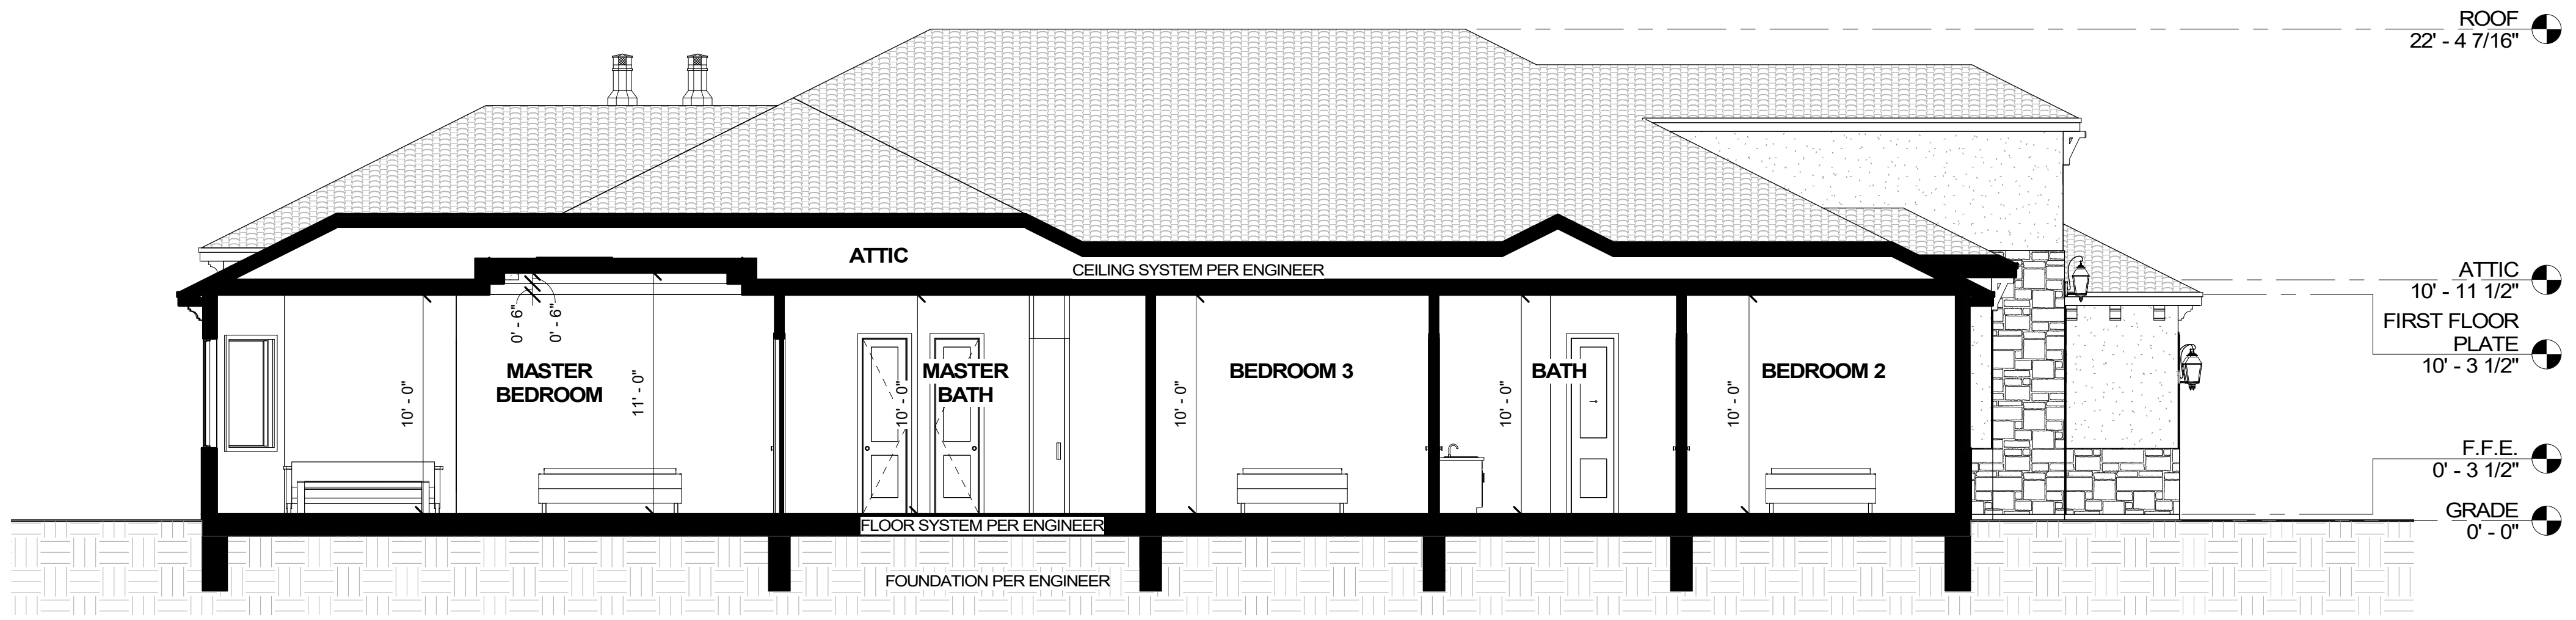 ROOF
22' - 4 7/16"
ATTIC
CEILING SYSTEM PER ENGINEER
ATTIC
10' - 11 1/2"
0' - 6"
0' - 6"
FIRST FLOOR
PLATE
10' - 3 1/2"
10' - 0"
MASTER
BEDROOM
11' - 0"
10' - 0"
MASTER
BATH
10' - 0"
BEDROOM 3
10' - 0"
BATH
10' - 0"
BEDROOM 2
F.F.E.
0' - 3 1/2"
GRADE
0' - 0"
FLOOR SYSTEM PER ENGINEER
FOUNDATION PER ENGINEER